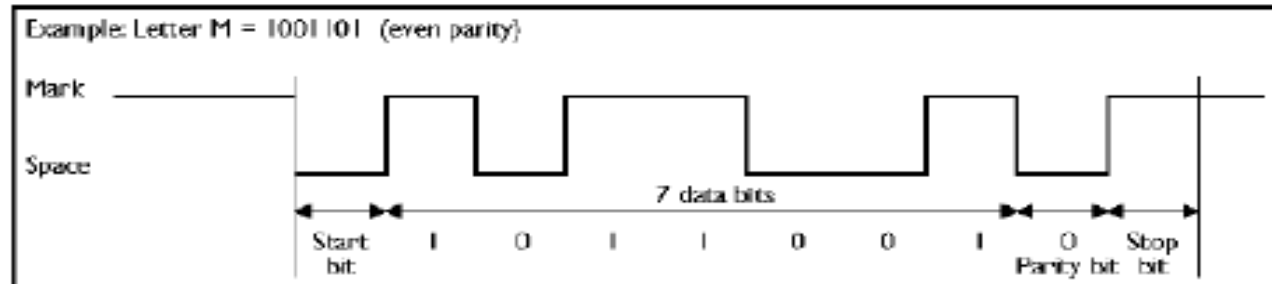 Example: Letter M = 1001101 (even parity)
Mark
Space
7 data bits
Start bit
1 0 1 1 0 0 1 0
Parity bit
Stop bit